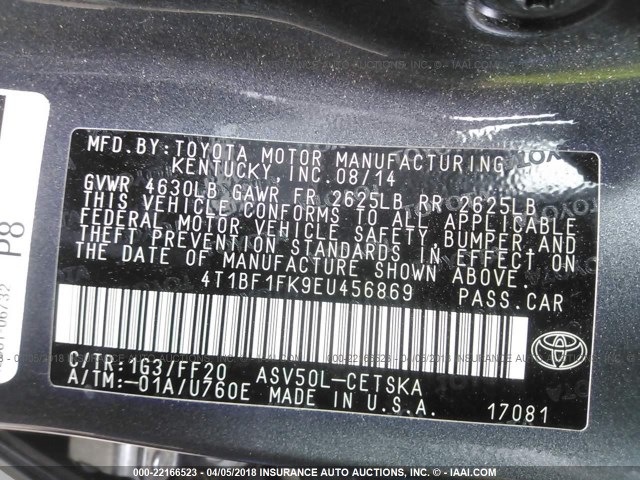 MFD.BY:TOYOTA MOTOR MANUFACTURING
KENTUCKY,INC.08/14
GVWR 4630LB GAWR FR 2625LB RR 2625LB
THIS VEHICLE CONFORMS TO ALL APPLICABLE
FEDERAL MOTOR VEHICLE SAFETY,BUMPER,AND
THEFT PREVENTION STANDARDS IN EFFECT
ON THE DATE OF MANUFACTURE SHOWN ABOVE.
4T1BF1FK9EU456869 PASS.CAR
C/TR:1G3/FF20 ASV50L-CETSKA
A/TM:-01A/U760E MADE IN U.S.A.
17081
P8
000-22166523 - 04/05/2018 INSURANCE AUTO AUCTIONS INC. - © - WWW.IAAI.COM